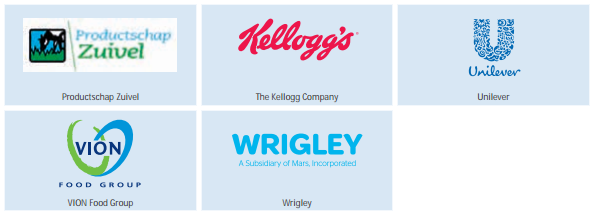 Productschap
Zuivel
Kellogg's
Unilever
Productschap Zuivel
The Kellogg Company
Unilever
VION
FOOD GROUP
WRIGLEY
A Subsidiary of Mars, Incorporated
VION Food Group
Wrigley